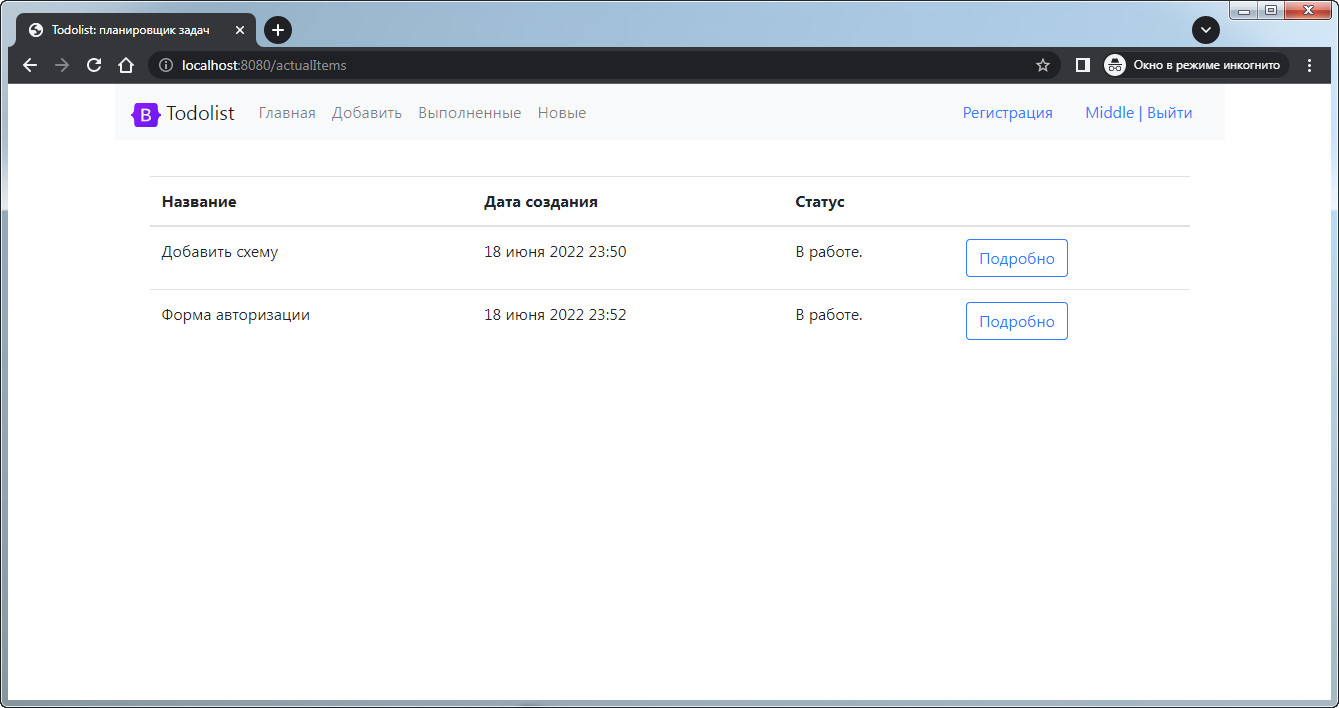 Todolist: планировщик задач
localhost:8080/actualItems
Окно в режиме инкогнито
B Todolist Главная Добавить Выполненные Новые Регистрация Middle | Выйти
Название Дата создания Статус
Добавить схему 18 июня 2022 23:50 В работе. Подробно
Форма авторизации 18 июня 2022 23:52 В работе. Подробно